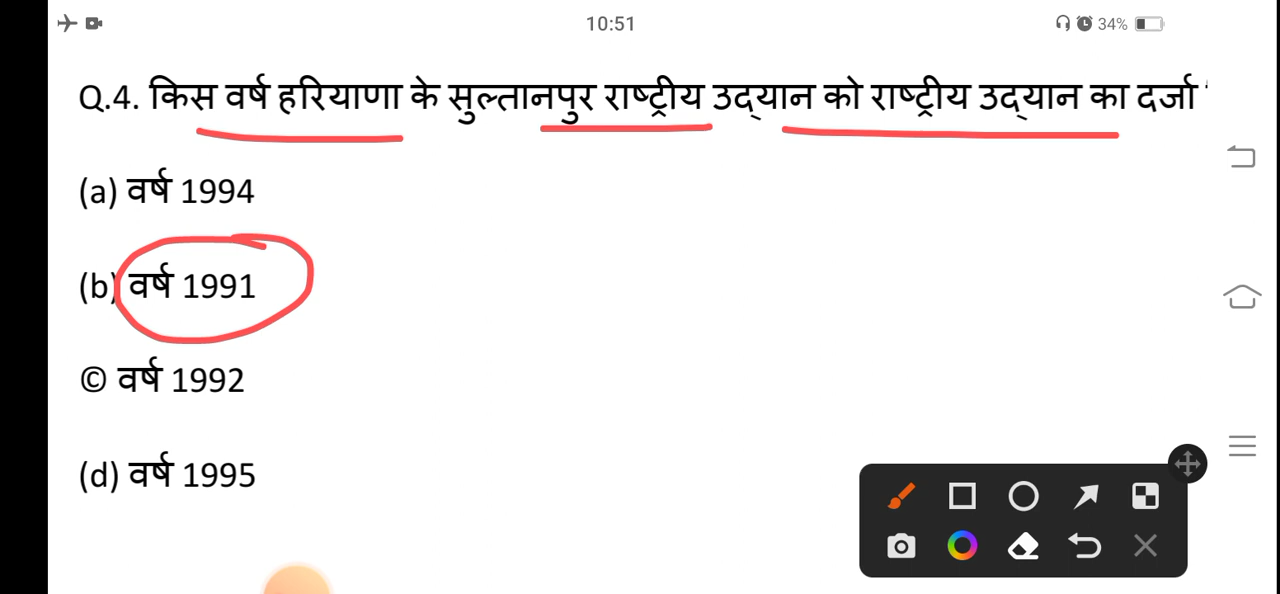 10:51
34%
Q.4. किस वर्ष हरियाणा के सुल्तानपुर राष्ट्रीय उद्यान को राष्ट्रीय उद्यान का दर्जा
(a) वर्ष 1994
(b) वर्ष 1991
© वर्ष 1992
(d) वर्ष 1995